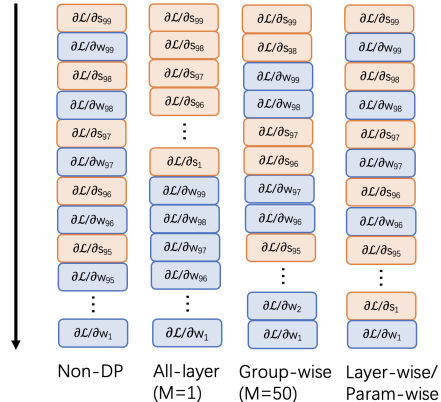 ∂ℒ/∂s₉₉
∂ℒ/∂w₉₉
∂ℒ/∂s₉₈
∂ℒ/∂w₉₈
∂ℒ/∂s₉₇
∂ℒ/∂w₉₇
∂ℒ/∂s₉₆
∂ℒ/∂w₉₆
∂ℒ/∂s₉₅
∂ℒ/∂w₉₅
⋮
∂ℒ/∂w₁
Non-DP
∂ℒ/∂s₉₉
∂ℒ/∂s₉₈
∂ℒ/∂s₉₇
∂ℒ/∂s₉₆
⋮
∂ℒ/∂s₁
∂ℒ/∂w₉₉
∂ℒ/∂w₉₈
∂ℒ/∂w₉₇
∂ℒ/∂w₉₆
⋮
∂ℒ/∂w₁
All-layer
(M=1)
∂ℒ/∂s₉₉
∂ℒ/∂s₉₈
∂ℒ/∂w₉₉
∂ℒ/∂w₉₈
∂ℒ/∂s₉₇
∂ℒ/∂s₉₆
∂ℒ/∂w₉₇
∂ℒ/∂w₉₆
∂ℒ/∂s₉₅
⋮
∂ℒ/∂w₂
∂ℒ/∂w₁
Group-wise
(M=50)
∂ℒ/∂s₉₉
∂ℒ/∂w₉₉
∂ℒ/∂s₉₈
∂ℒ/∂w₉₈
∂ℒ/∂s₉₇
∂ℒ/∂w₉₇
∂ℒ/∂s₉₆
∂ℒ/∂w₉₆
∂ℒ/∂s₉₅
⋮
∂ℒ/∂s₁
∂ℒ/∂w₁
Layer-wise/
Param-wise